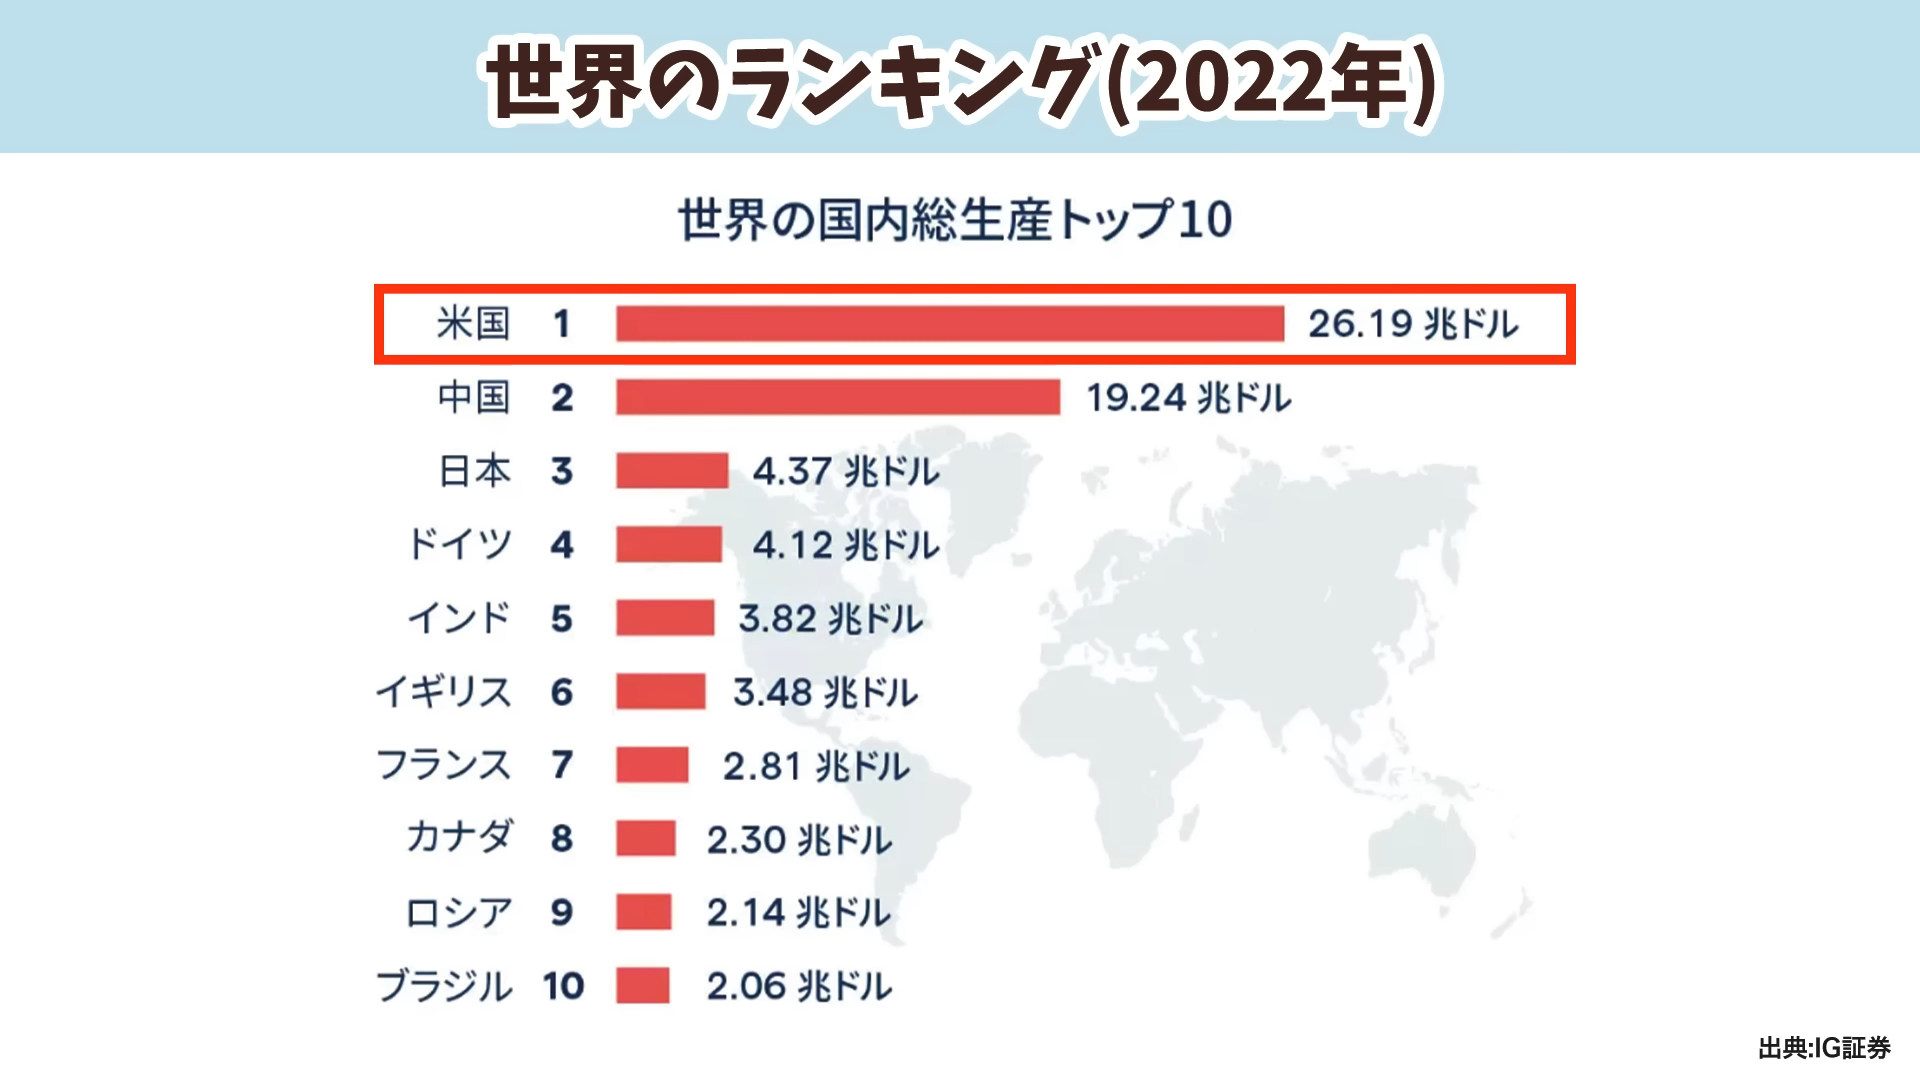 世界のランキング(2022年)
世界の国内総生産トップ10
米国 1 26.19 兆ドル
中国 2 19.24 兆ドル
日本 3 4.37 兆ドル
ドイツ 4 4.12 兆ドル
インド 5 3.82 兆ドル
イギリス 6 3.48 兆ドル
フランス 7 2.81 兆ドル
カナダ 8 2.30 兆ドル
ロシア 9 2.14 兆ドル
ブラジル 10 2.06 兆ドル
出典:IG証券